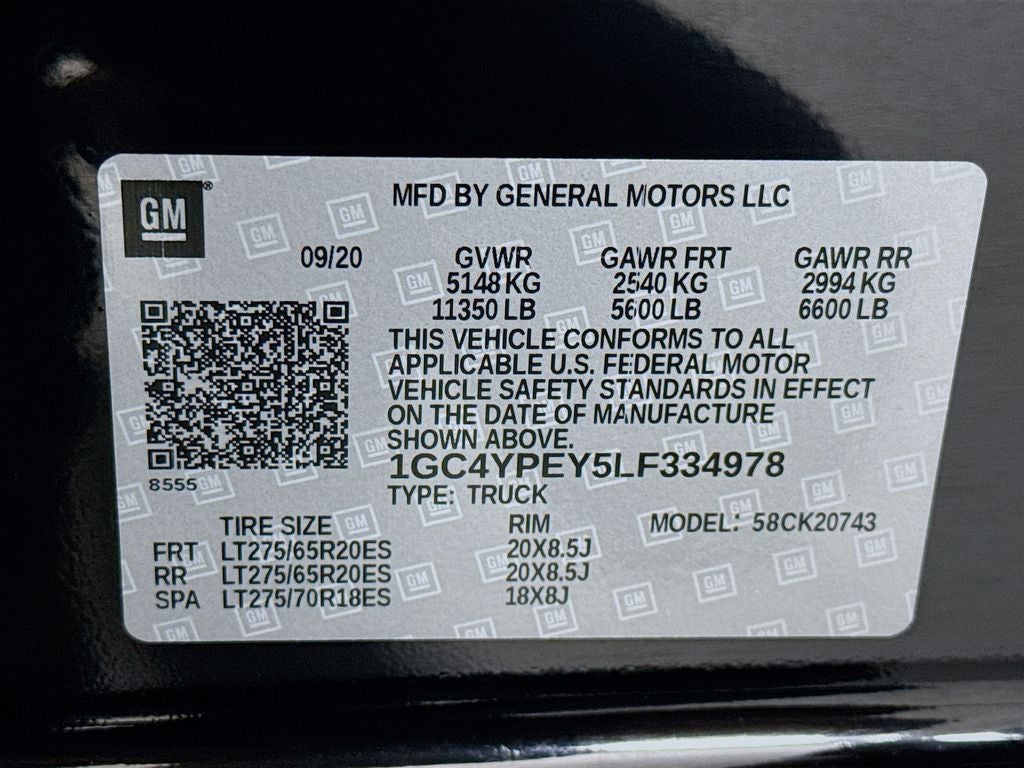 GM
MFD BY GENERAL MOTORS LLC
09/20 GVWR GAWR FRT GAWR RR
5148 KG 2540 KG 2994 KG
11350 LB 5600 LB 6600 LB
THIS VEHICLE CONFORMS TO ALL
APPLICABLE U.S. FEDERAL MOTOR
VEHICLE SAFETY STANDARDS IN EFFECT
ON THE DATE OF MANUFACTURE
SHOWN ABOVE.
1GC4YPEY5LF334978
8555
TYPE: TRUCK
TIRE SIZE RIM MODEL: 58CK20743
FRT LT275/65R20ES 20X8.5J
RR LT275/65R20ES 20X8.5J
SPA LT275/70R18ES 18X8J